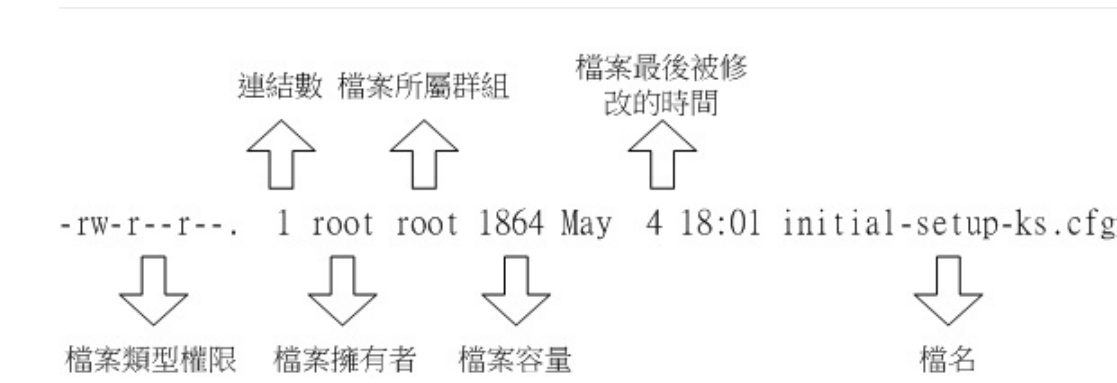 連結數 檔案所屬群組 檔案最後被修
改的時間
-rw-r--r--. 1 root root 1864 May 4 18:01 initial-setup-ks.cfg
檔案類型權限 檔案擁有者 檔案容量 檔名